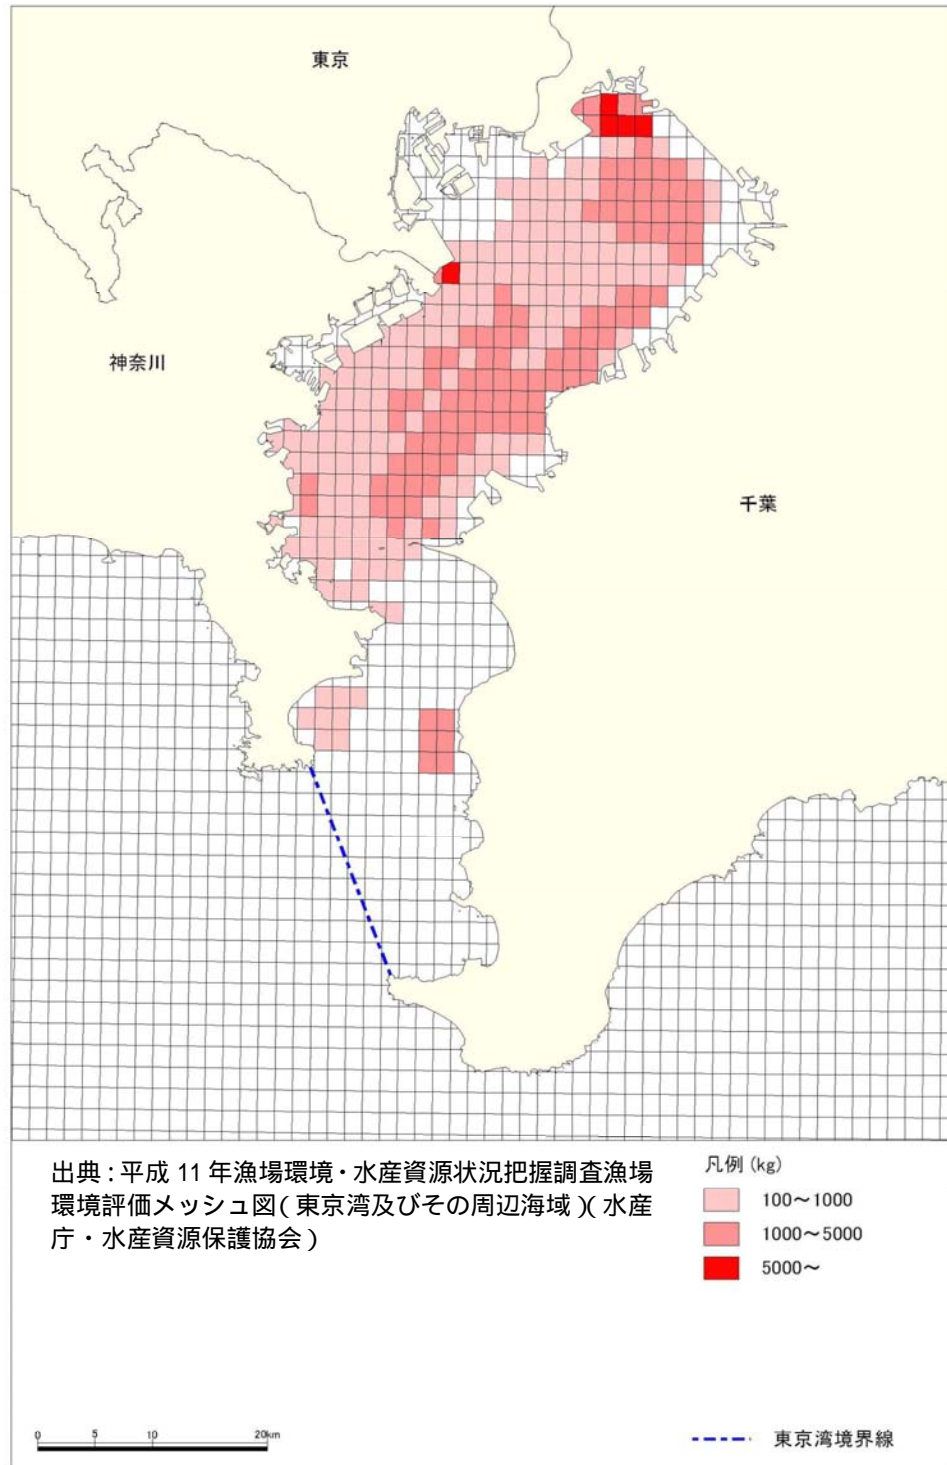 東京
神奈川
千葉
出典：平成 11 年漁場環境・水産資源状況把握調査漁場
環境評価メッシュ図（東京湾及びその周辺海域）（水産
庁・水産資源保護協会）
凡例 (kg)
100～1000
1000～5000
5000～
0 5 10 20km
東京湾境界線